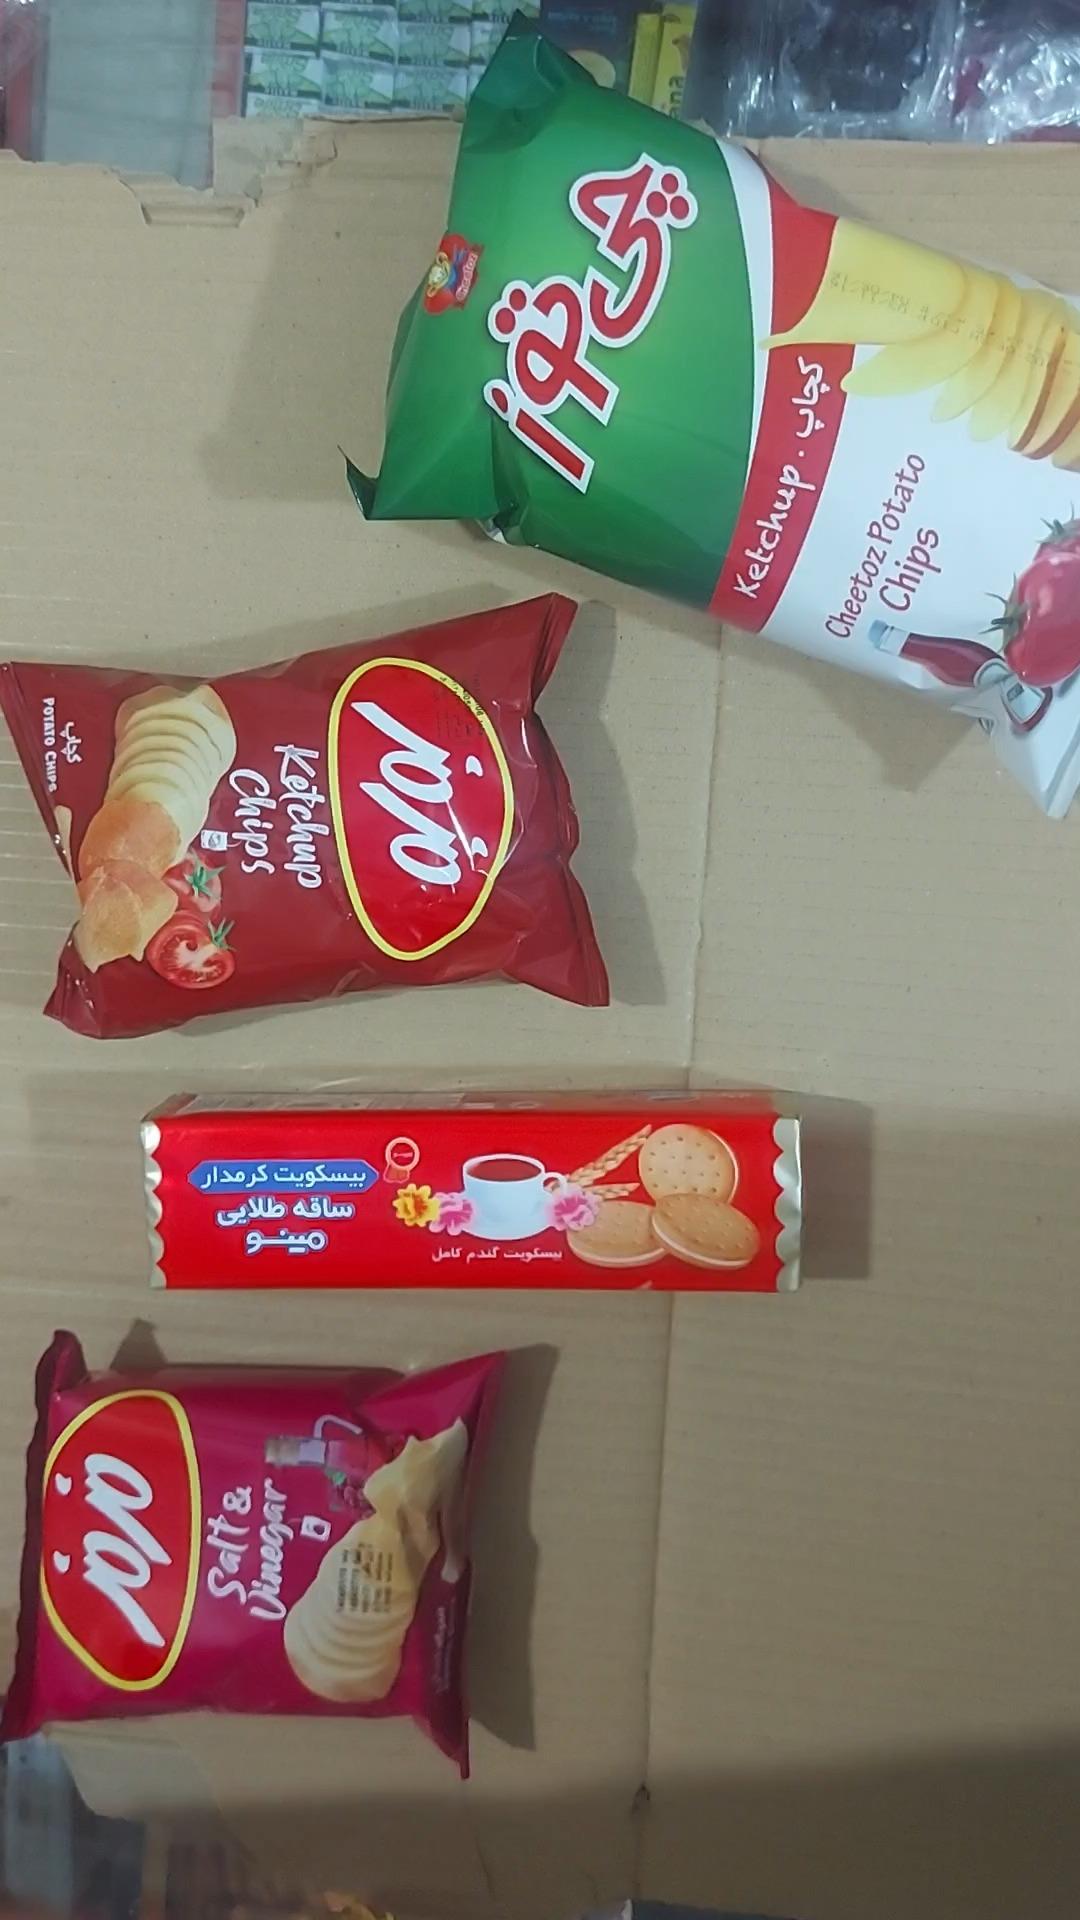 چی‌توز
Cheetoz
Ketchup . کچاپ
Cheetoz Potato
Chips
مزمز
Ketchup
Chips
کچاپ
POTATO CHIPS
بیسکویت کرمدار
ساقه طلایی
مینو
بیسکویت گندم کامل
مزمز
Salt &
Vinegar